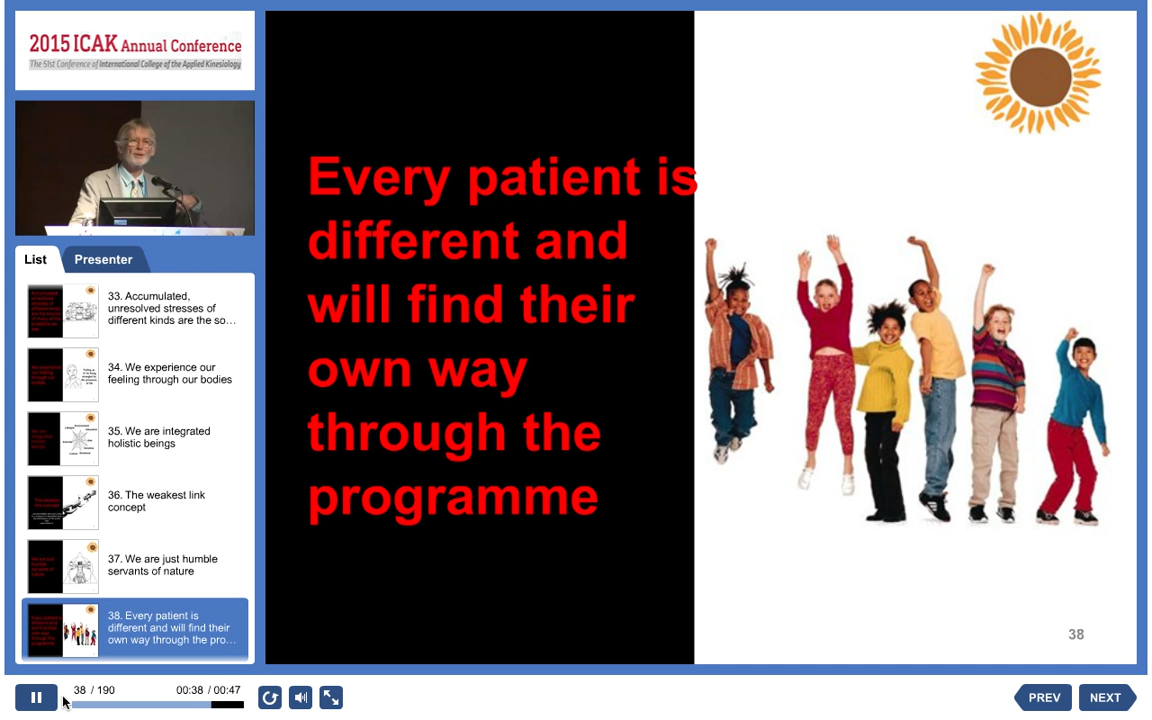 2015 ICAK Annual Conference
The 51st Conference of International College of the Applied Kinesiology
List
Presenter
33. Accumulated,
unresolved stresses of
different kinds are the so…
34. We experience our
feeling through our bodies
35. We are integrated
holistic beings
36. The weakest link
concept
37. We are just humble
servants of nature
38. Every patient is
different and will find their
own way through the pro…
Every patient is
different and
will find their
own way
through the
programme
38
38 / 190
00:38 / 00:47
PREV
NEXT